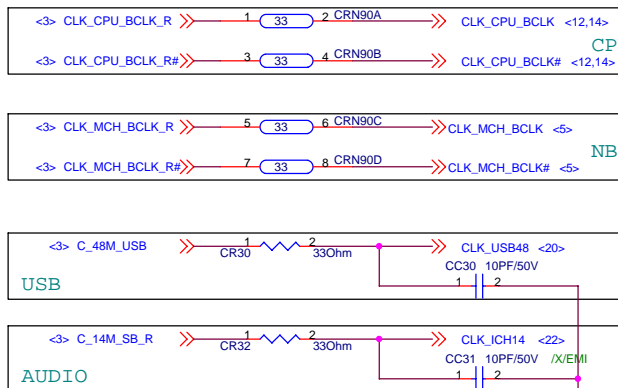 <3> CLK_CPU_BCLK_R 1 33 2 CRN90A CLK_CPU_BCLK <12,14>
CP
<3> CLK_CPU_BCLK_R# 3 33 4 CRN90B CLK_CPU_BCLK# <12,14>
<3> CLK_MCH_BCLK_R 5 33 6 CRN90C CLK_MCH_BCLK <5>
NB
<3> CLK_MCH_BCLK_R# 7 33 8 CRN90D CLK_MCH_BCLK# <5>
<3> C_48M_USB 1 2 CLK_USB48 <20>
CR30 33Ohm
CC30 10PF/50V
USB 1 2
<3> C_14M_SB_R 1 2 CLK_ICH14 <22>
CR32 33Ohm
CC31 10PF/50V /X/EMI
AUDIO 1 2